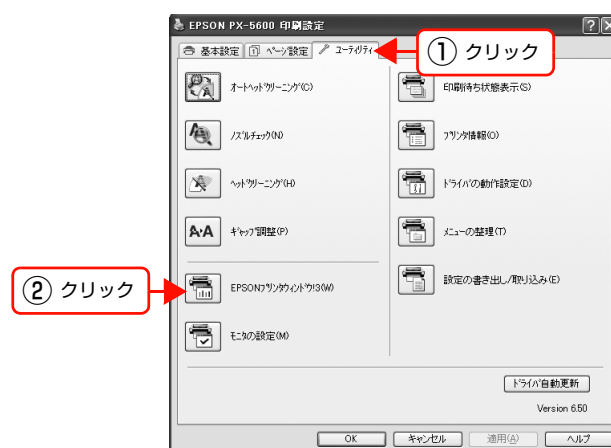 EPSON PX-5600 印刷設定
基本設定
ページ設定
ユーティリティ
① クリック
オートヘッドクリーニング(C)
ノズルチェック(N)
ヘッドクリーニング(H)
ギャップ調整(P)
② クリック
EPSONプリンタウィンドウ!3(W)
モニタの設定(M)
印刷待ち状態表示(S)
プリンタ情報(O)
ドライバの動作設定(D)
メニューの整理(T)
設定の書き出し/取り込み(E)
ドライバ自動更新
Version 6.50
OK
キャンセル
適用(A)
ヘルプ